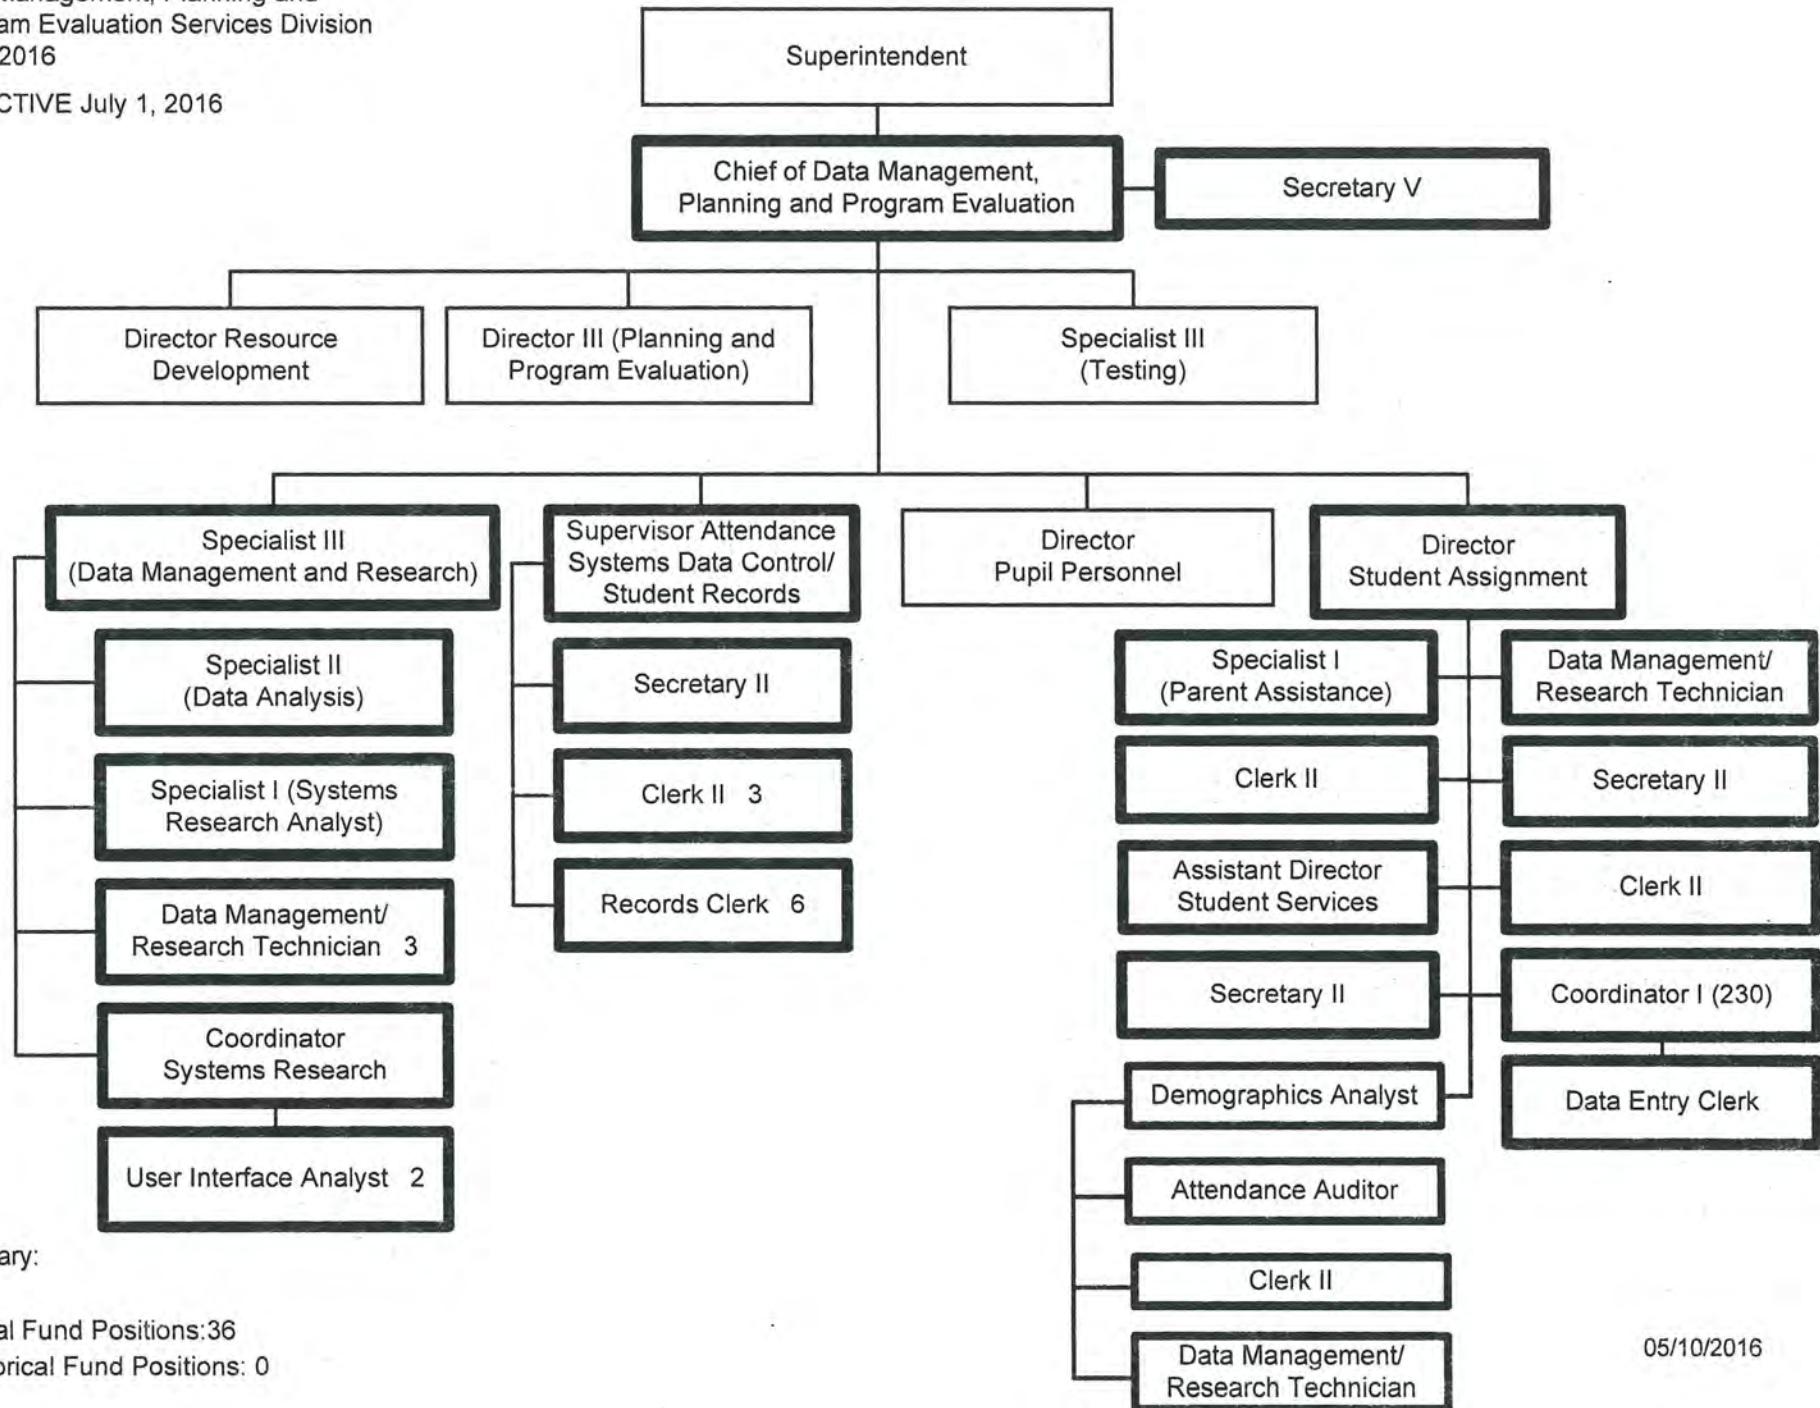 Management, Planning and
am Evaluation Services Division
2016
CTIVE July 1, 2016
Superintendent
Chief of Data Management,
Planning and Program Evaluation
Secretary V
Director Resource
Development
Director III (Planning and
Program Evaluation)
Specialist III
(Testing)
Specialist III
(Data Management and Research)
Supervisor Attendance
Systems Data Control/
Student Records
Director
Pupil Personnel
Director
Student Assignment
Specialist II
(Data Analysis)
Specialist I (Systems
Research Analyst)
Data Management/
Research Technician 3
Coordinator
Systems Research
User Interface Analyst 2
Secretary II
Clerk II 3
Records Clerk 6
Specialist I
(Parent Assistance)
Data Management/
Research Technician
Clerk II
Secretary II
Assistant Director
Student Services
Clerk II
Secretary II
Coordinator I (230)
Demographics Analyst
Data Entry Clerk
Attendance Auditor
Clerk II
Data Management/
Research Technician
ary:
al Fund Positions:36
orical Fund Positions: 0
05/10/2016